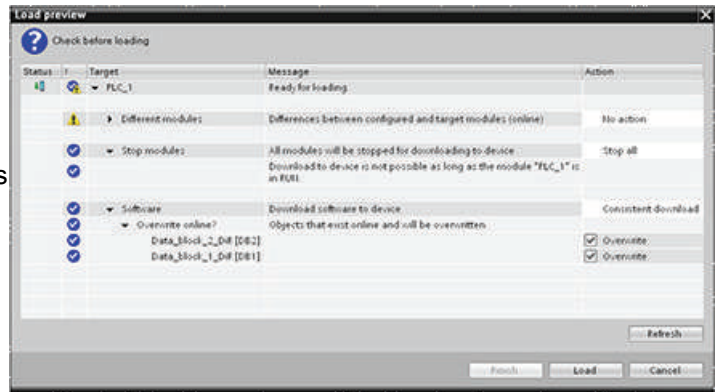 Load preview
Check before loading
Status ! Target Message Action
PLC_1 Ready for loading.
Different modules Differences between configured and target modules (online) No action
Stop modules All modules will be stopped for downloading to device Stop all
Download to device is not possible as long as the module "PLC_1" is
in RUN.
s
Software Download software to device Consistent download
Overwrite online? Objects that exist online and will be overwritten
Data_block_2_DB [DB2] Overwrite
Data_block_1_DB [DB1] Overwrite
Refresh
Finish Load Cancel